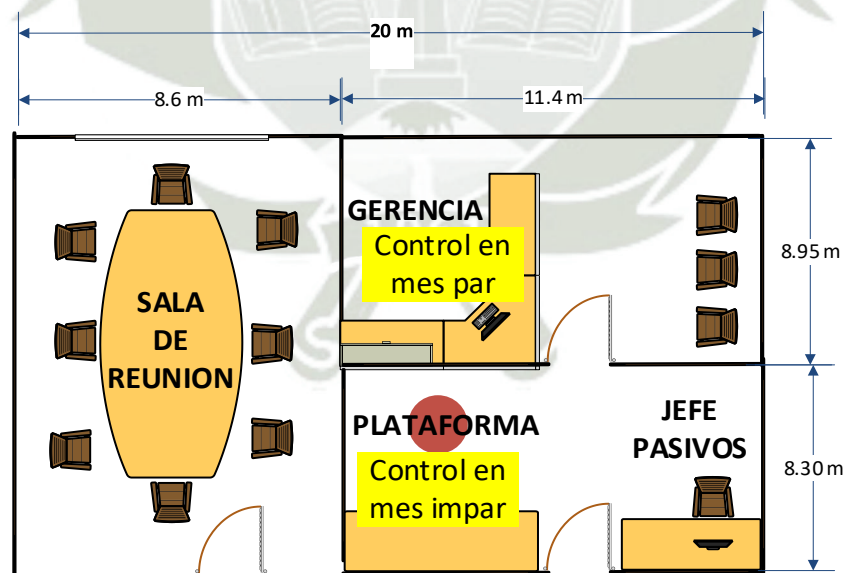 20 m
8.6 m
11.4 m
GERENCIA
Control en
mes par
8.95 m
SALA
DE
REUNION
PLATAFORMA
Control en
mes impar
JEFE
PASIVOS
8.30 m